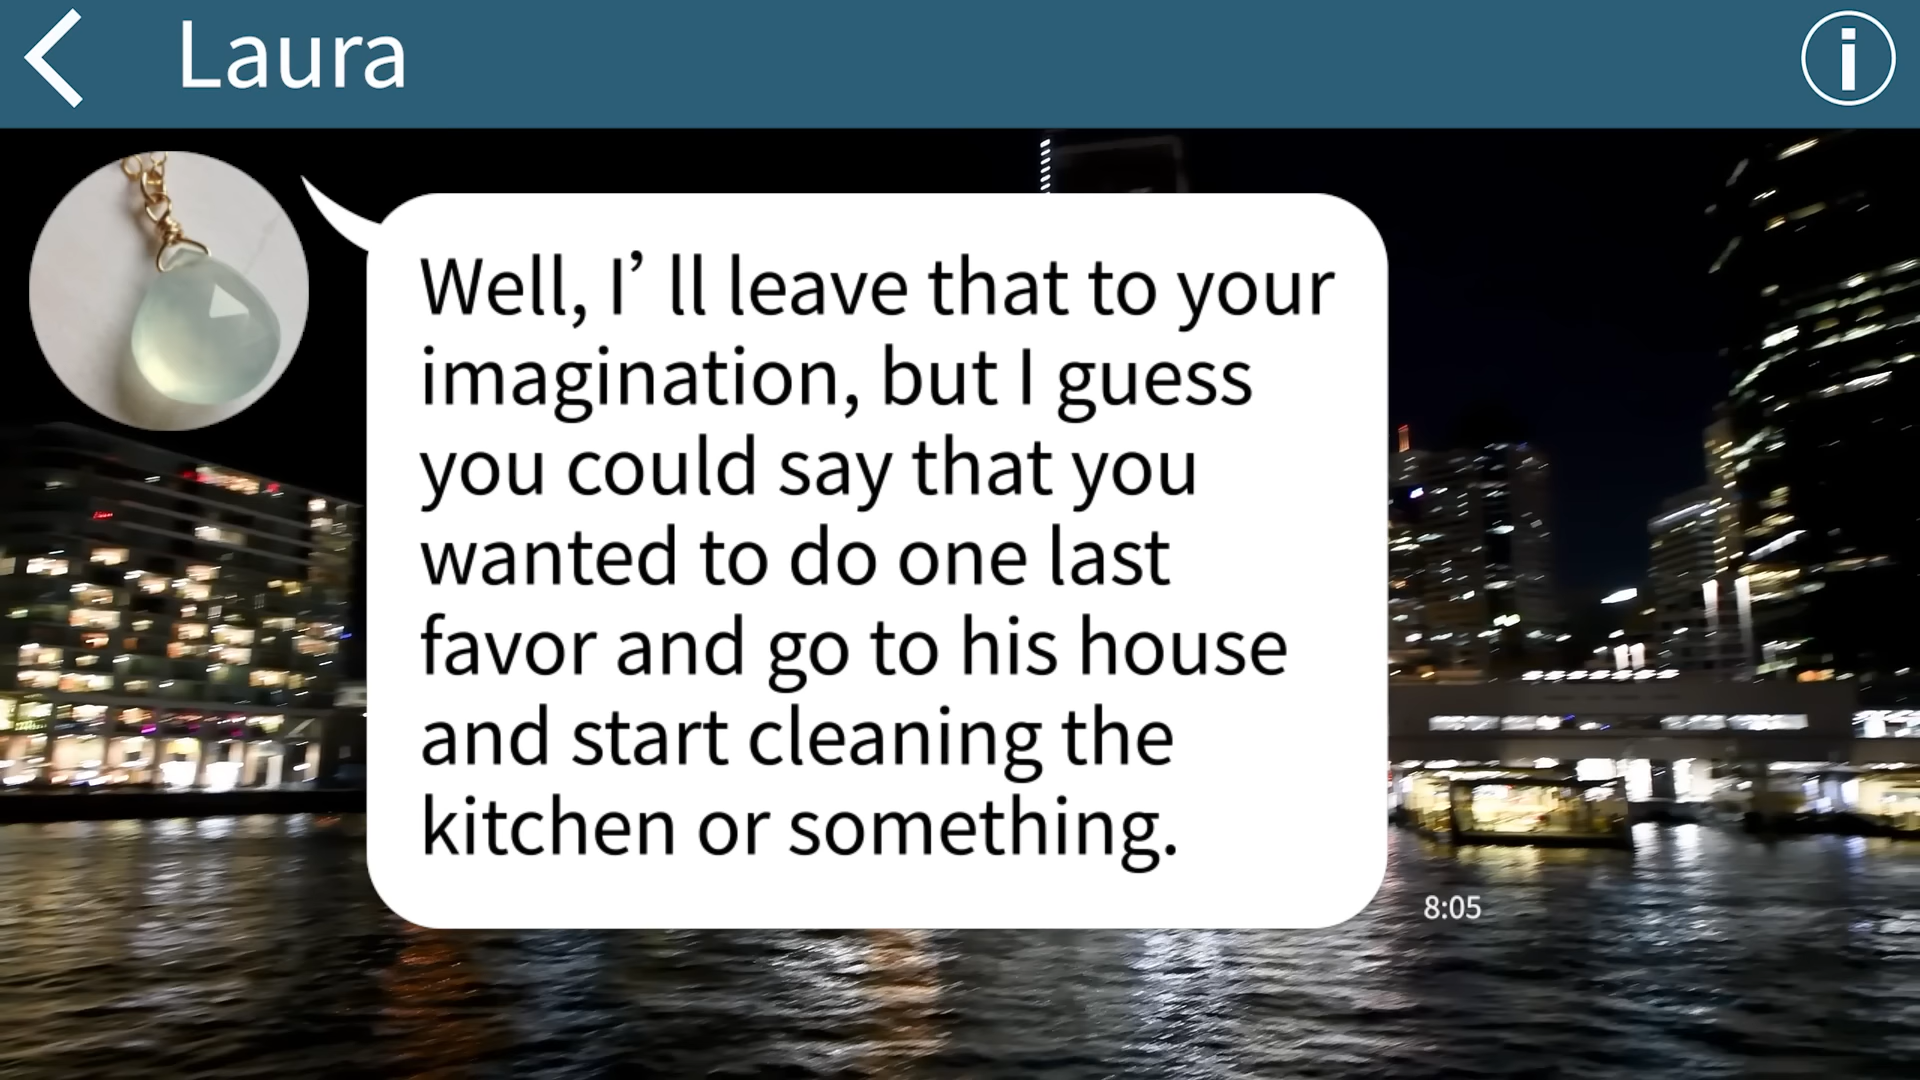 Laura
Well, I’ ll leave that to your
imagination, but I guess
you could say that you
wanted to do one last
favor and go to his house
and start cleaning the
kitchen or something.
8:05